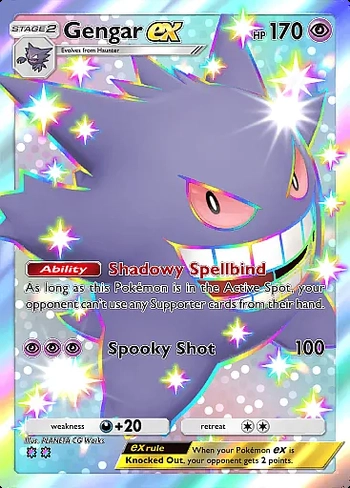 STAGE 2 Gengar ex HP 170
Evolves from Haunter
Ability Shadowy Spellbind
As long as this Pokémon is in the Active Spot, your
opponent can't use any Supporter cards from their hand.
Spooky Shot 100
weakness +20 retreat
Illus. PLANETA CG Works
ex rule When your Pokémon ex is
Knocked Out, your opponent gets 2 points.